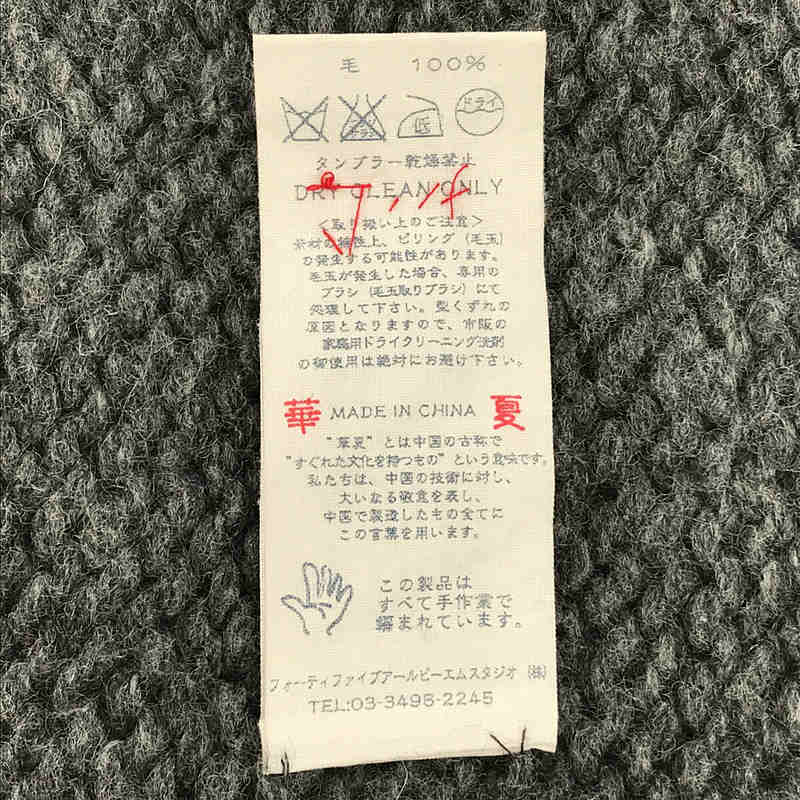 毛 100%
ドライ
低
タンブラー乾燥禁止
DRY CLEAN ONLY
<取り扱い上のご注意>
素材の特性上、ピリング（毛玉）
の発生する可能性があります。
毛玉が発生した場合、専用の
ブラシ（毛玉取りブラシ）にて
処理して下さい。型くずれの
原因となりますので、市販の
家庭用ドライクリーニング洗剤
の御使用は絶対にお避け下さい。
華 MADE IN CHINA 夏
"華夏" とは中国の古称で
"すぐれた文化を持つもの" という意味です。
私たちは、中国の技術に対し、
大いなる敬意を表し、
中国で製造したもの全てに
この言葉を用います。
この製品は
すべて手作業で
編まれています。
フォーティファイブアールピーエムスタジオ（株）
TEL:03-3498-2245